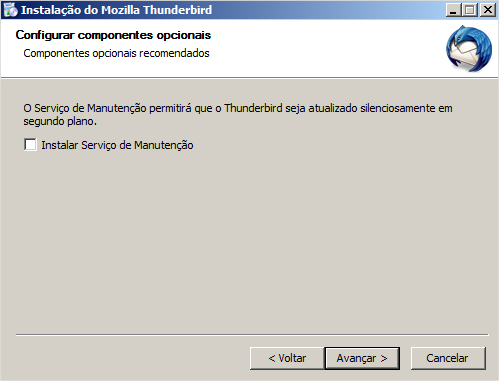 Instalação do Mozilla Thunderbird
Configurar componentes opcionais
Componentes opcionais recomendados
O Serviço de Manutenção permitirá que o Thunderbird seja atualizado silenciosamente em
segundo plano.
Instalar Serviço de Manutenção
< Voltar
Avançar >
Cancelar